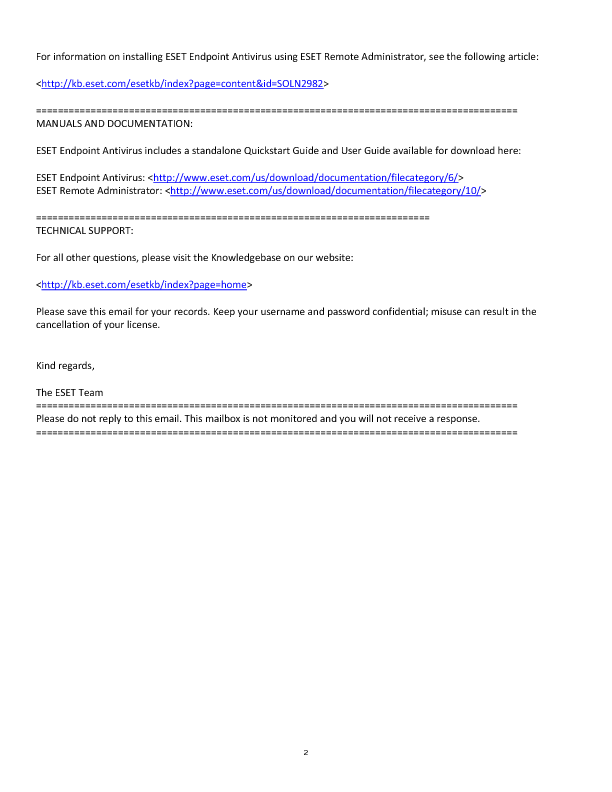 For information on installing ESET Endpoint Antivirus using ESET Remote Administrator, see the following article:
<http://kb.eset.com/esetkb/index?page=content&id=SOLN2982>
========================================================================================
MANUALS AND DOCUMENTATION:
ESET Endpoint Antivirus includes a standalone Quickstart Guide and User Guide available for download here:
ESET Endpoint Antivirus: <http://www.eset.com/us/download/documentation/filecategory/6/>
ESET Remote Administrator: <http://www.eset.com/us/download/documentation/filecategory/10/>
========================================================================
TECHNICAL SUPPORT:
For all other questions, please visit the Knowledgebase on our website:
<http://kb.eset.com/esetkb/index?page=home>
Please save this email for your records. Keep your username and password confidential; misuse can result in the
cancellation of your license.
Kind regards,
The ESET Team
========================================================================================
Please do not reply to this email. This mailbox is not monitored and you will not receive a response.
========================================================================================
2